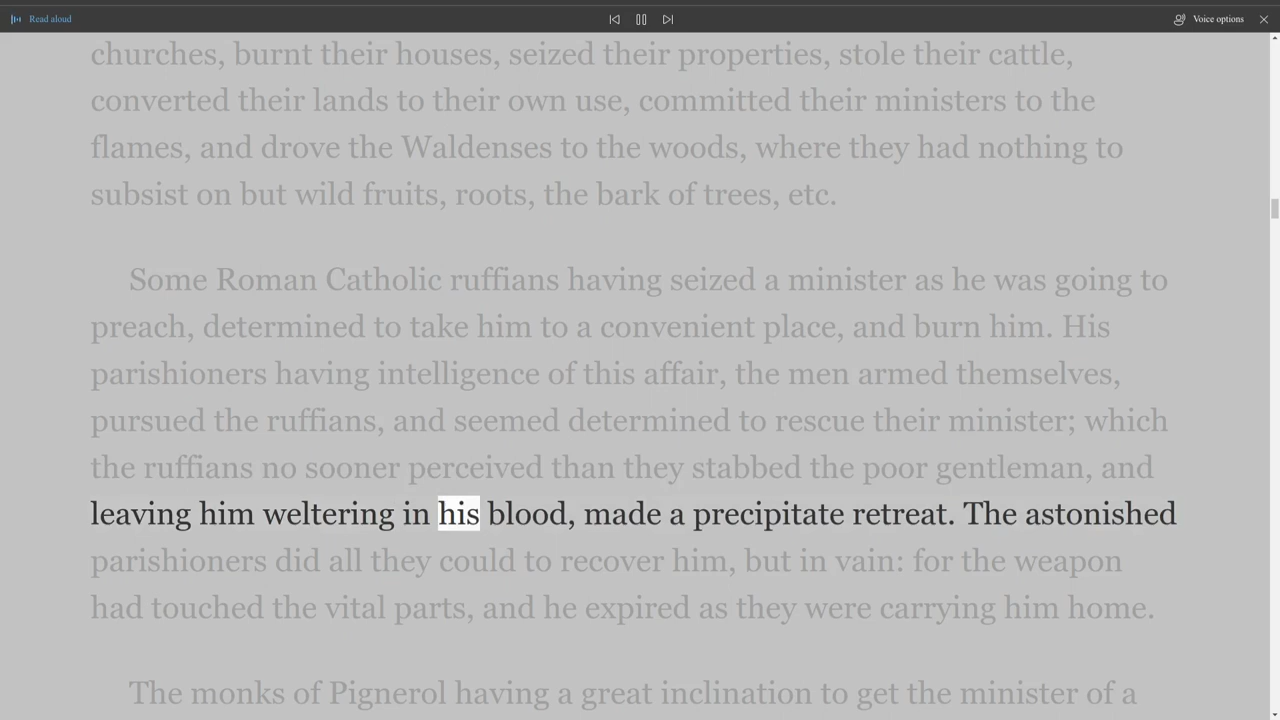 Read aloud
Voice options
churches, burnt their houses, seized their properties, stole their cattle,
converted their lands to their own use, committed their ministers to the
flames, and drove the Waldenses to the woods, where they had nothing to
subsist on but wild fruits, roots, the bark of trees, etc.
Some Roman Catholic ruffians having seized a minister as he was going to
preach, determined to take him to a convenient place, and burn him. His
parishioners having intelligence of this affair, the men armed themselves,
pursued the ruffians, and seemed determined to rescue their minister; which
the ruffians no sooner perceived than they stabbed the poor gentleman, and
leaving him weltering in his blood, made a precipitate retreat. The astonished
parishioners did all they could to recover him, but in vain: for the weapon
had touched the vital parts, and he expired as they were carrying him home.
The monks of Pignerol having a great inclination to get the minister of a